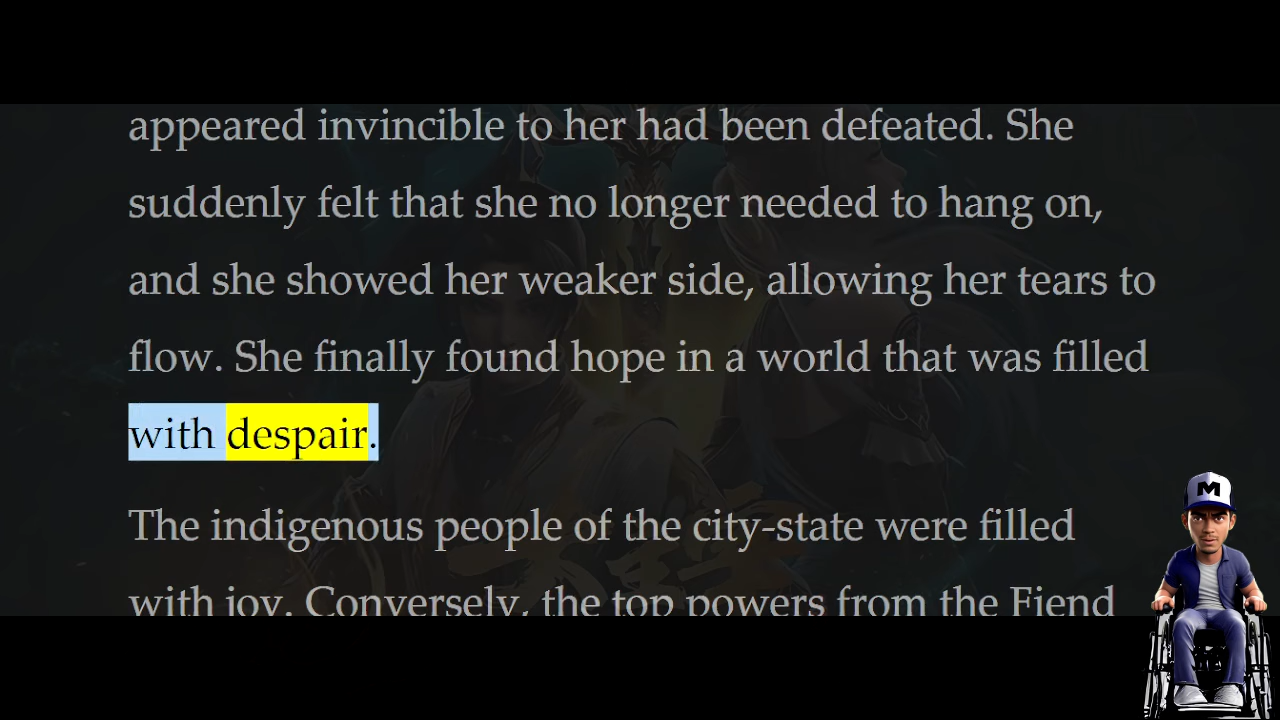 appeared invincible to her had been defeated. She
suddenly felt that she no longer needed to hang on,
and she showed her weaker side, allowing her tears to
flow. She finally found hope in a world that was filled
with despair.
The indigenous people of the city-state were filled
with joy. Conversely, the top powers from the Fiend
M